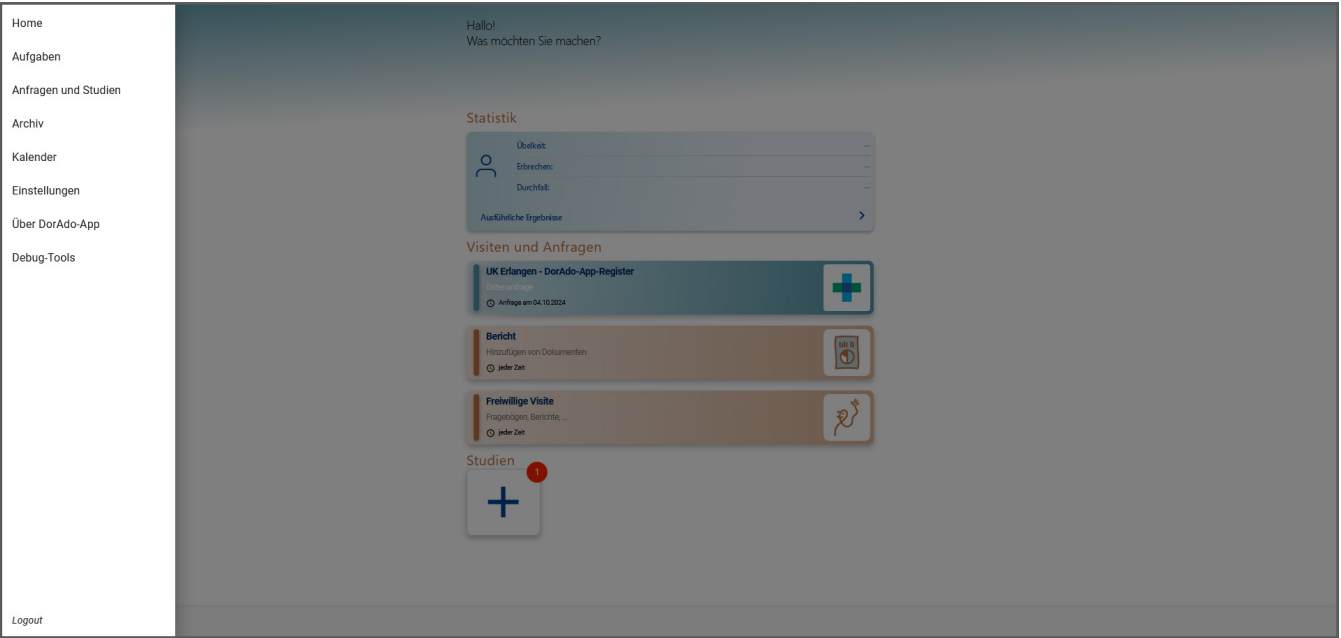 Home
Aufgaben
Anfragen und Studien
Archiv
Kalender
Einstellungen
Über DorAdo-App
Debug-Tools
Logout
Hallo!
Was möchten Sie machen?
Statistik
Übelkeit: --
Erbrechen: --
Durchfall: --
Ausführliche Ergebnisse
Visiten und Anfragen
UK Erlangen - DorAdo-App-Register
Datenanfrage
Anfrage am 04.10.2024
Bericht
Hinzufügen von Dokumenten
jeder Zeit
Freiwillige Visite
Fragebögen, Berichte, ...
jeder Zeit
Studien
1